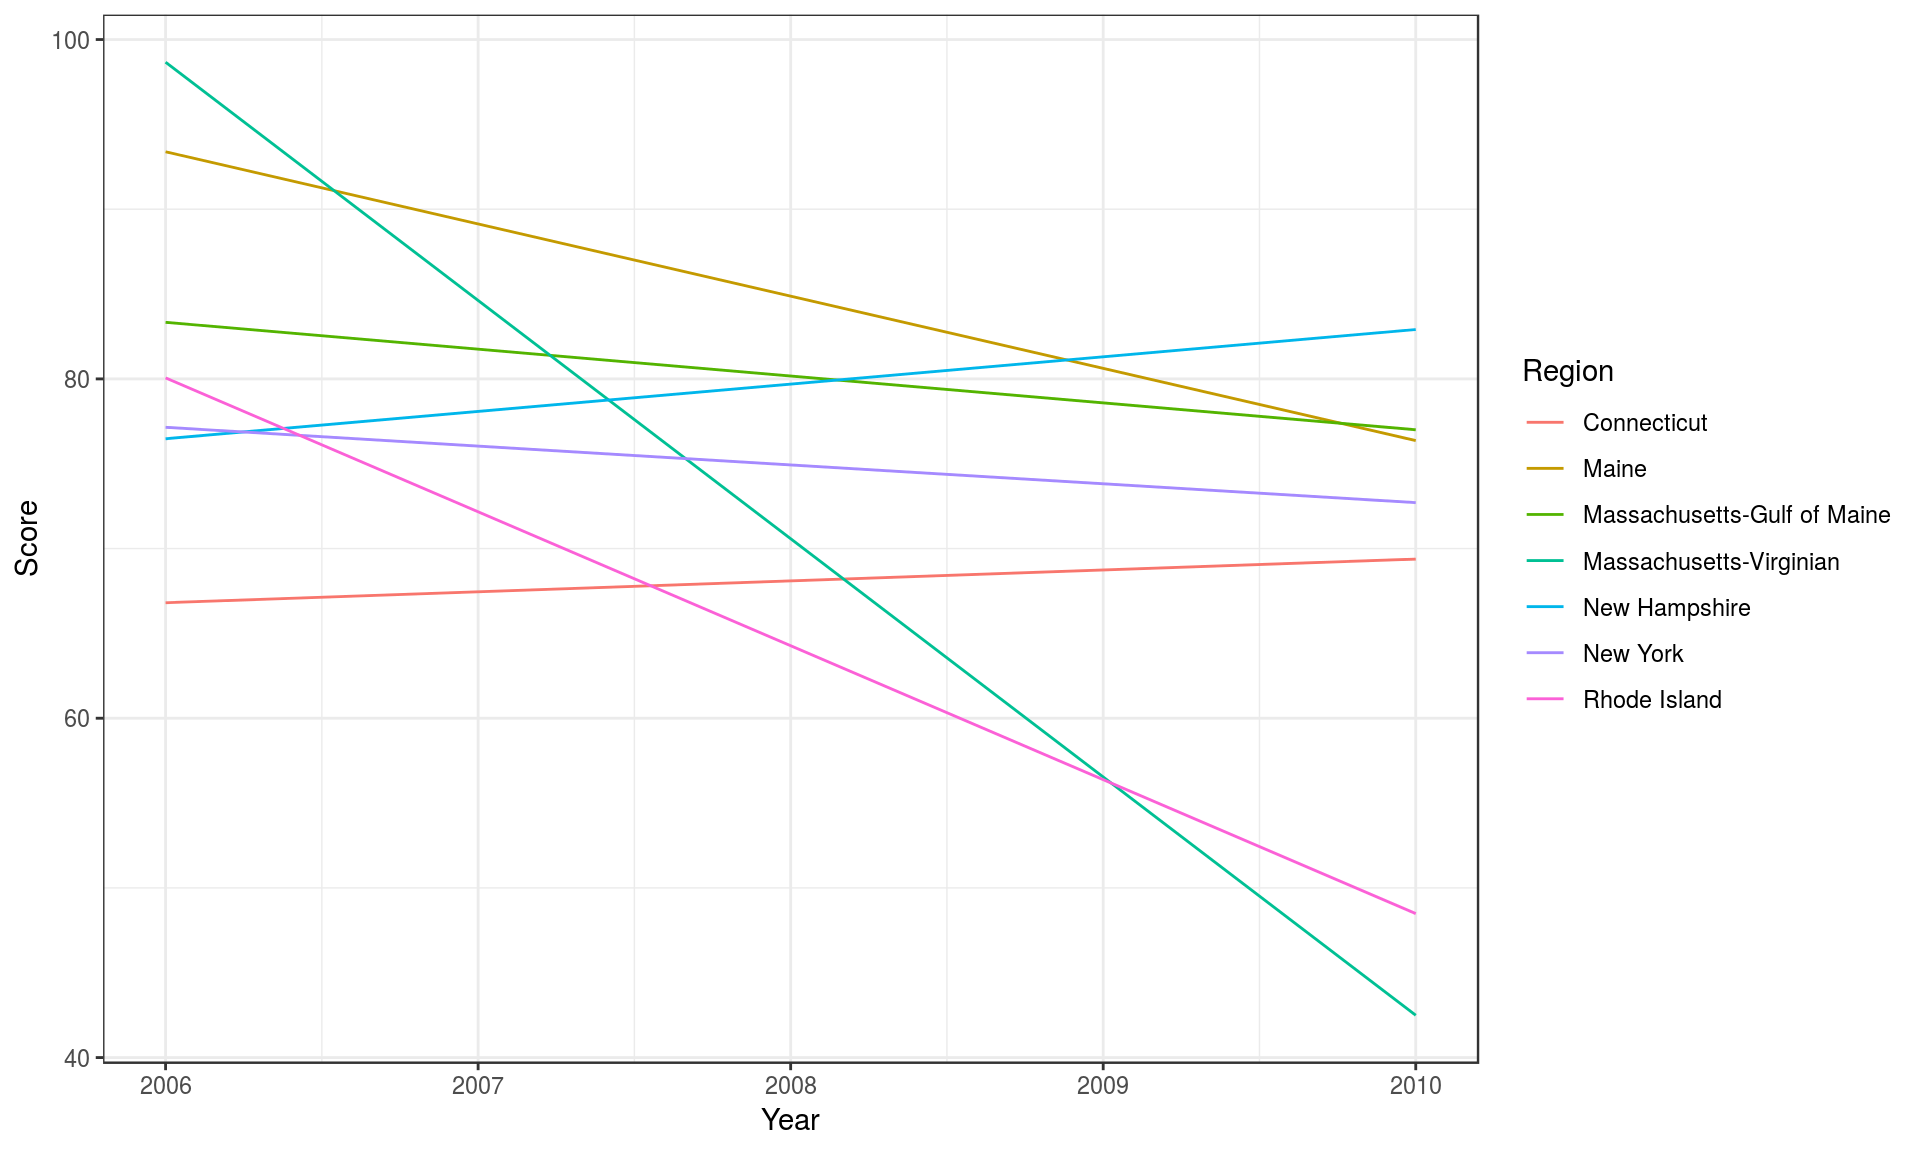 100
80
60
40
Score
2006 2007 2008 2009 2010
Year
Region
Connecticut
Maine
Massachusetts-Gulf of Maine
Massachusetts-Virginian
New Hampshire
New York
Rhode Island